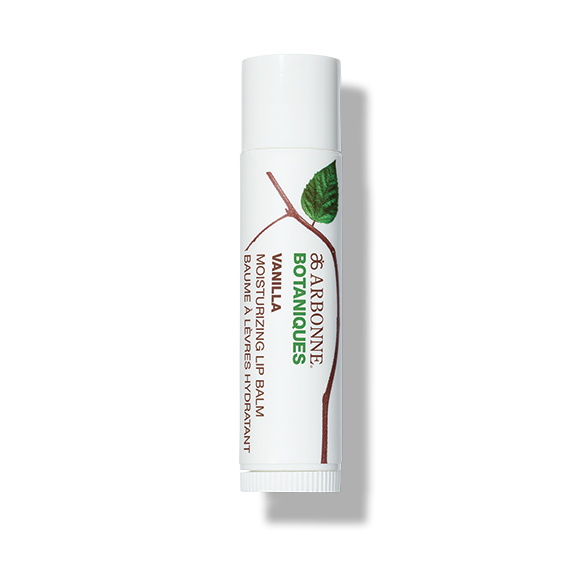 ARBONNE®
BOTANIQUES
VANILLA
MOISTURIZING LIP BALM
BAUME À LÈVRES HYDRATANT